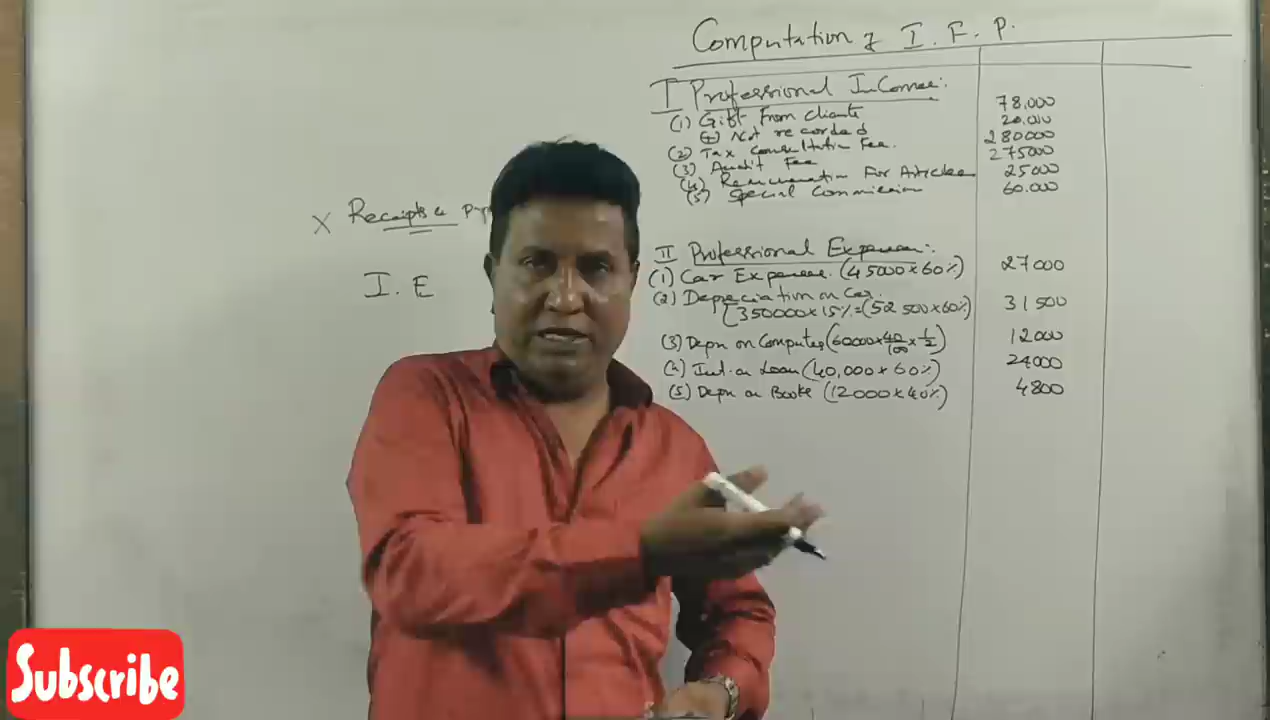 Computation of I. F. P.
I Professional Income:
(1) Gift from clients 78,000
(+) Not recorded 20,000
(2) Tax Consultation Fee. 280000
(3) Audit Fee 275000
(4) Remuneration For Articles 25000
(5) Special Commission 60.000
X Receipts &
I. E
II Professional Expenses:
(1) Car Expenses. (45000×60%) 27000
(2) Depreciation on Car.
[350000×15%=(52500×60%) 31500
(3) Depn on Computer (60000×40/100×1/2) 12000
(4) Int. on Loan (40,000×60%) 24000
(5) Depn on Books (12000×40%) 4800
Subscribe